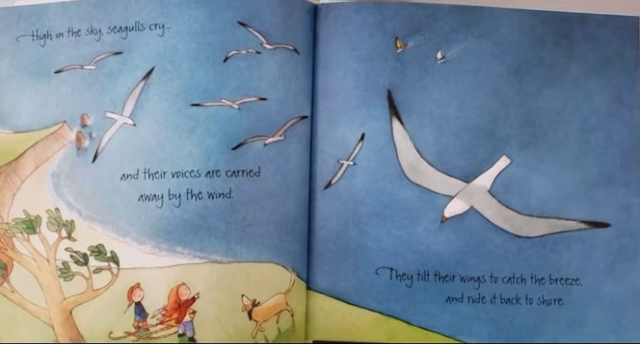 High in the sky, seagulls cry...
and their voices are carried
away by the wind.
They tilt their wings to catch the breeze,
and ride it back to shore.